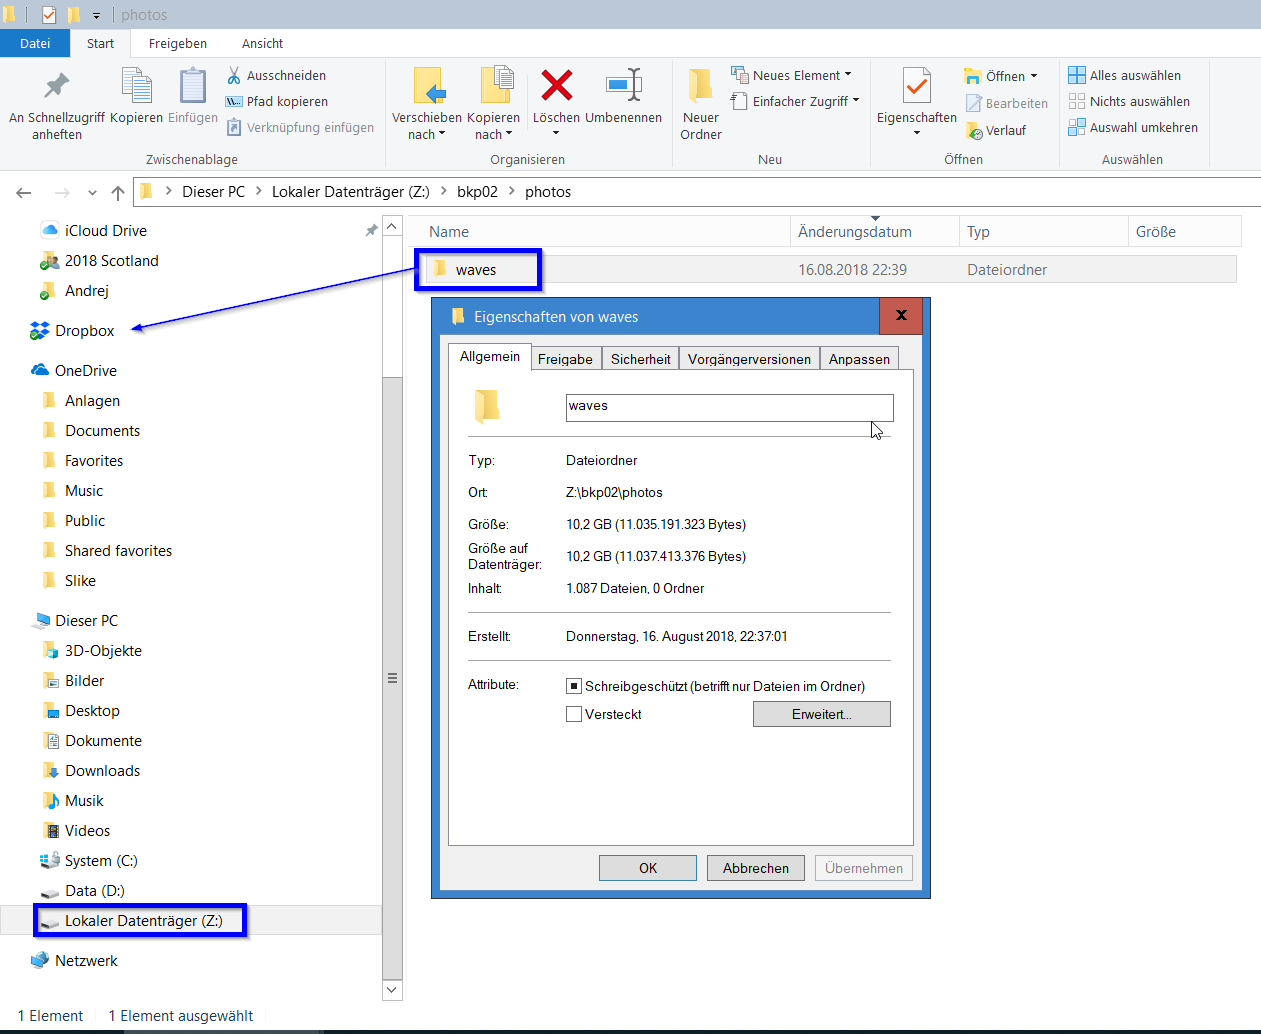 photos
Datei
Start
Freigeben
Ansicht
An Schnellzugriff
anheften
Kopieren
Einfügen
Ausschneiden
Pfad kopieren
Verknüpfung einfügen
Zwischenablage
Verschieben
nach
Kopieren
nach
Löschen
Umbenennen
Organisieren
Neuer
Ordner
Neues Element
Einfacher Zugriff
Neu
Eigenschaften
Öffnen
Bearbeiten
Verlauf
Öffnen
Alles auswählen
Nichts auswählen
Auswahl umkehren
Auswählen
Dieser PC
Lokaler Datenträger (Z:)
bkp02
photos
iCloud Drive
2018 Scotland
Andrej
Dropbox
OneDrive
Anlagen
Documents
Favorites
Music
Public
Shared favorites
Slike
Dieser PC
3D-Objekte
Bilder
Desktop
Dokumente
Downloads
Musik
Videos
System (C:)
Data (D:)
Lokaler Datenträger (Z:)
Netzwerk
Name
Änderungsdatum
Typ
Größe
waves
16.08.2018 22:39
Dateiordner
Eigenschaften von waves
x
Allgemein
Freigabe
Sicherheit
Vorgängerversionen
Anpassen
waves
Typ: Dateiordner
Ort: Z:\bkp02\photos
Größe: 10,2 GB (11.035.191.323 Bytes)
Größe auf
Datenträger: 10,2 GB (11.037.413.376 Bytes)
Inhalt: 1.087 Dateien, 0 Ordner
Erstellt: Donnerstag, 16. August 2018, 22:37:01
Attribute: Schreibgeschützt (betrifft nur Dateien im Ordner)
Versteckt
Erweitert...
OK
Abbrechen
Übernehmen
1 Element
1 Element ausgewählt